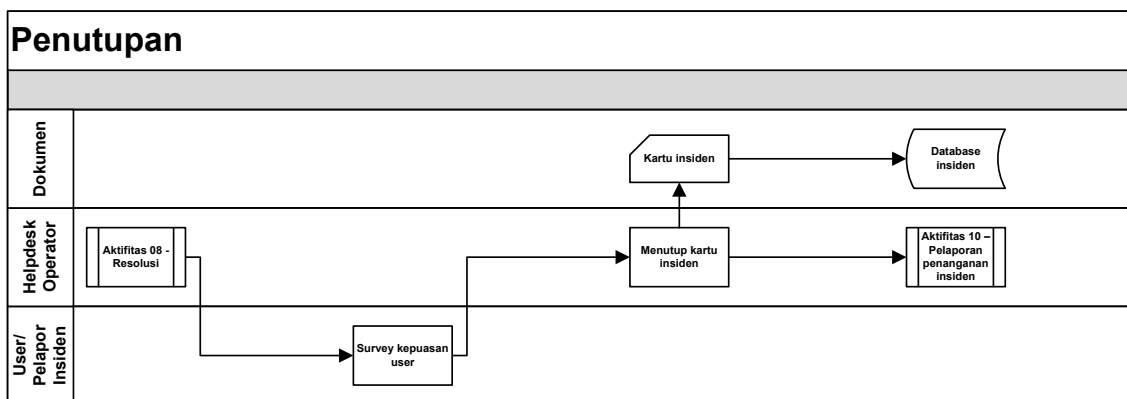 Penutupan
Dokumen
Kartu insiden
Database
insiden
Helpdesk
Operator
Aktifitas 08 -
Resolusi
Menutup kartu
insiden
Aktifitas 10 –
Pelaporan
penanganan
insiden
User/
Pelapor
Insiden
Survey kepuasan
user